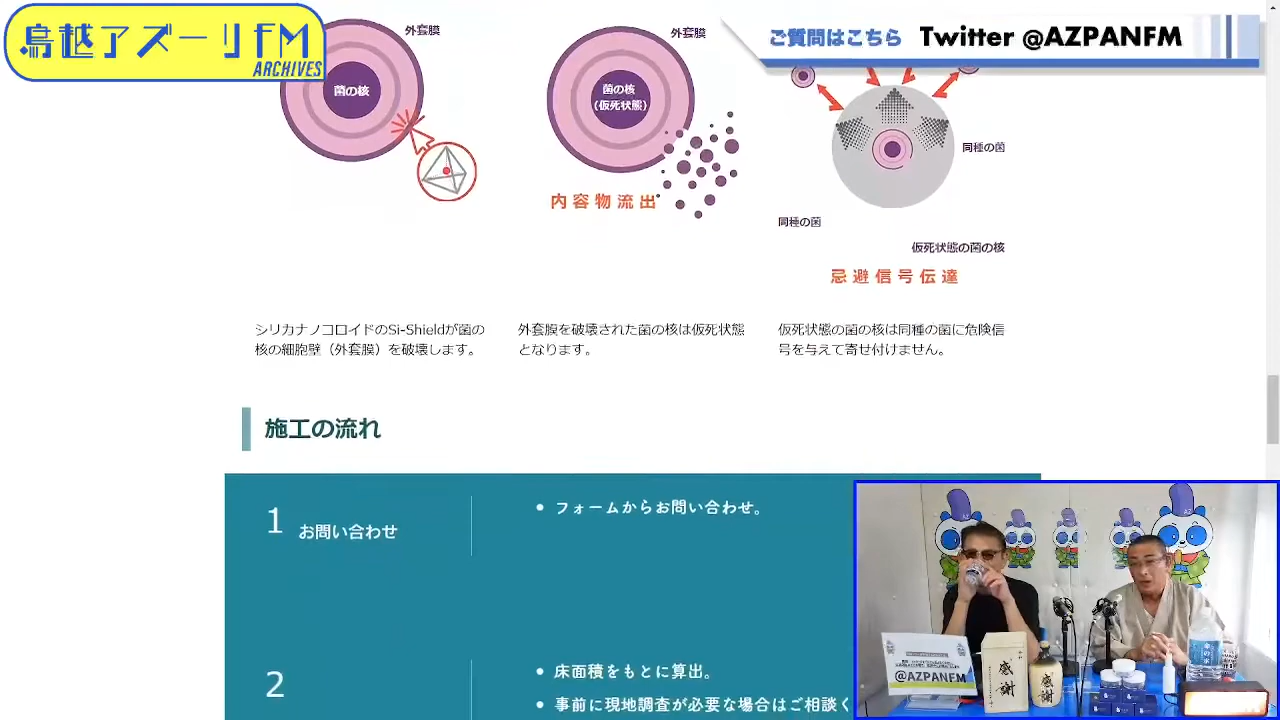 鳥越アズーリFM
ARCHIVES
ご質問はこちら Twitter @AZPANFM
外套膜
菌の核
外套膜
菌の核
(仮死状態)
内容物流出
同種の菌
同種の菌
仮死状態の菌の核
忌避信号伝達
シリカナノコロイドのSi-Shieldが菌の
核の細胞壁（外套膜）を破壊します。
外套膜を破壊された菌の核は仮死状態
となります。
仮死状態の菌の核は同種の菌に危険信
号を与えて寄せ付けません。
施工の流れ
1 お問い合わせ
• フォームからお問い合わせ。
2
• 床面積をもとに算出。
• 事前に現地調査が必要な場合はご相談く
@AZPANFM
感謝
感謝